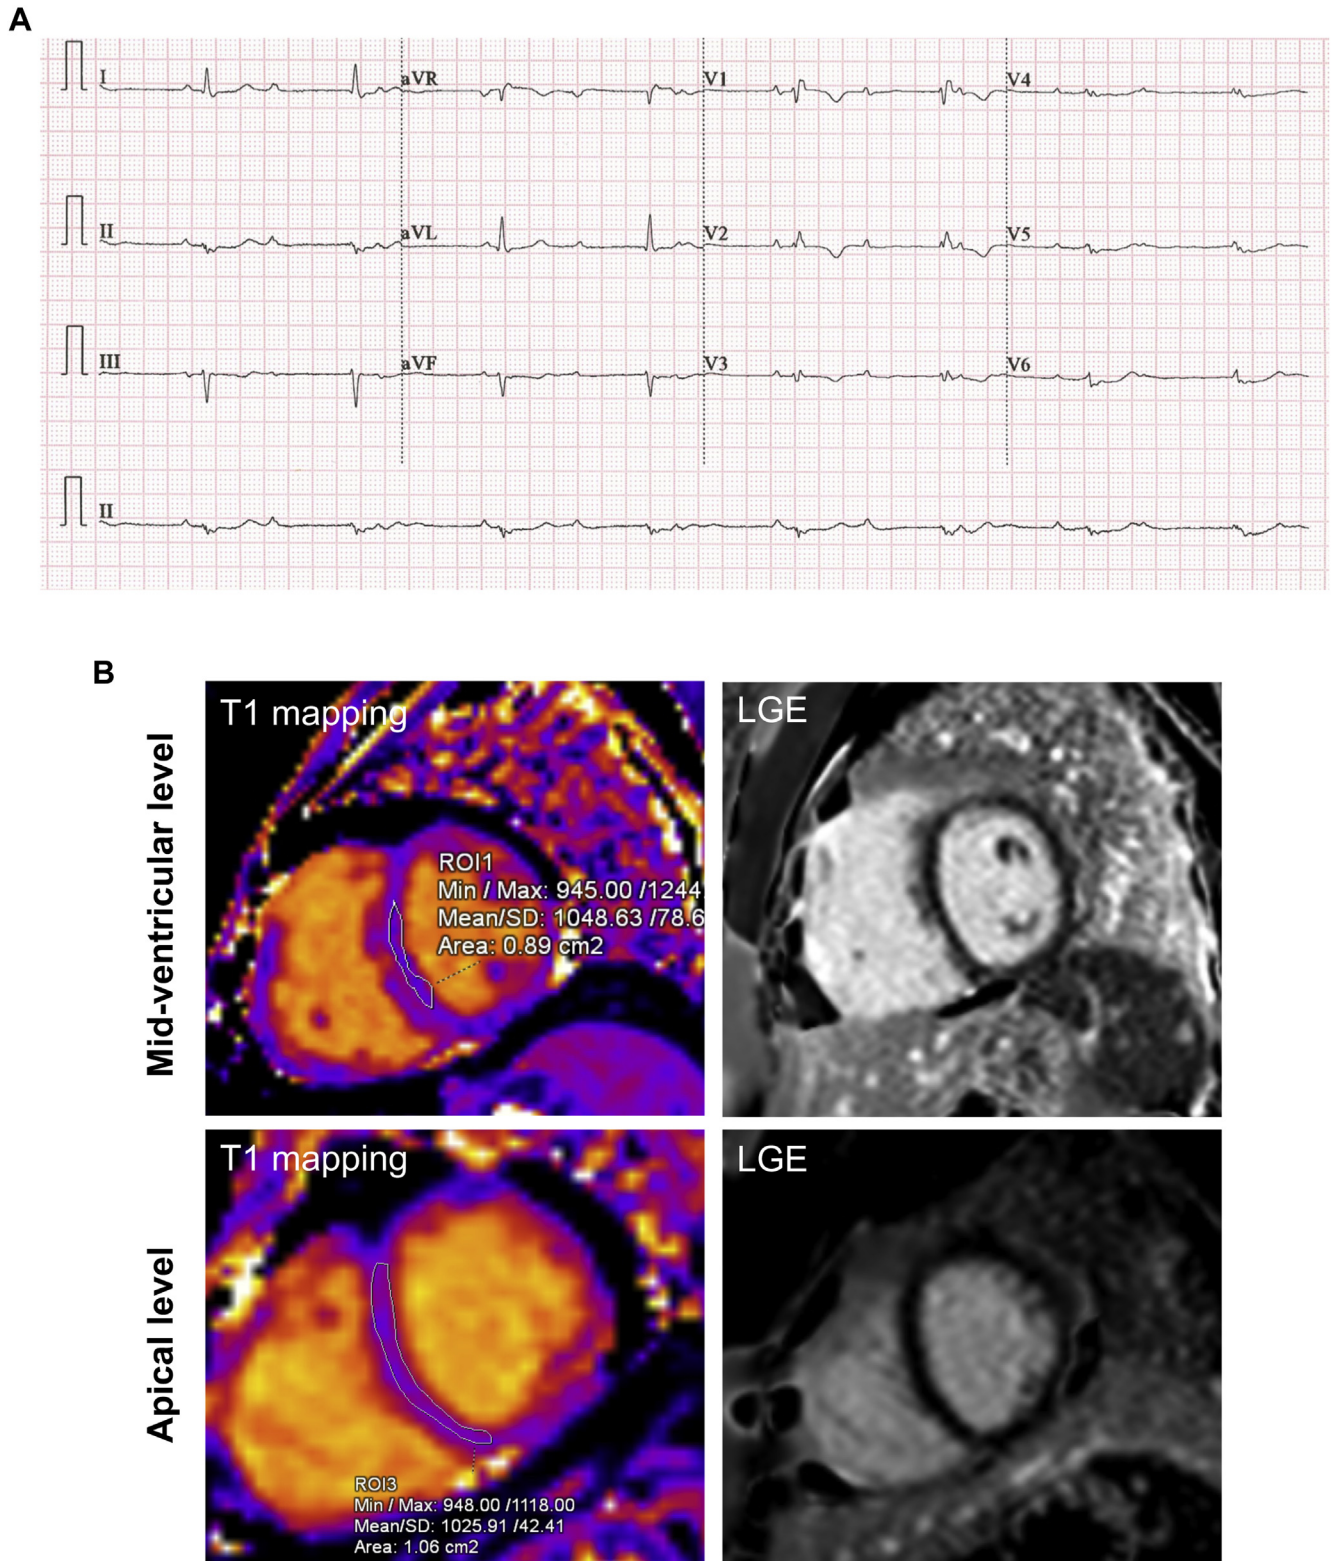 A
I aVR V1 V4
II aVL V2 V5
III aVF V3 V6
II
B
Mid-ventricular level
T1 mapping
ROI1
Min / Max: 945.00 /1244
Mean/SD: 1048.63 /78.6
Area: 0.89 cm2
LGE
Apical level
T1 mapping
ROI3
Min / Max: 948.00 /1118.00
Mean/SD: 1025.91 /42.41
Area: 1.06 cm2
LGE